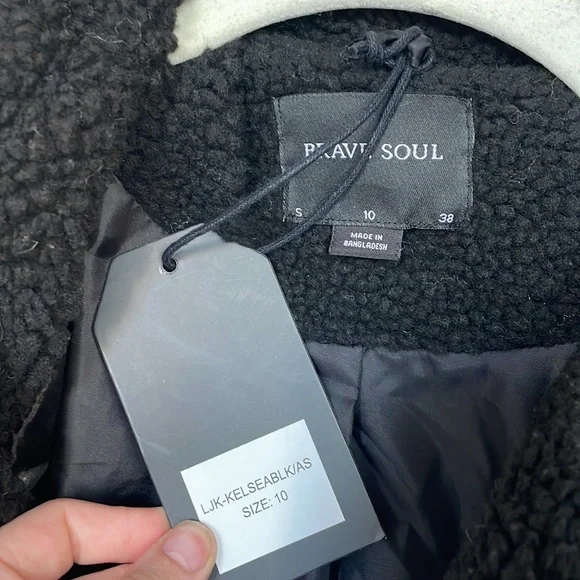 BRAVE SOUL
S 10 38
MADE IN
BANGLADESH
LJK-KELSEABLK/AS
SIZE: 10